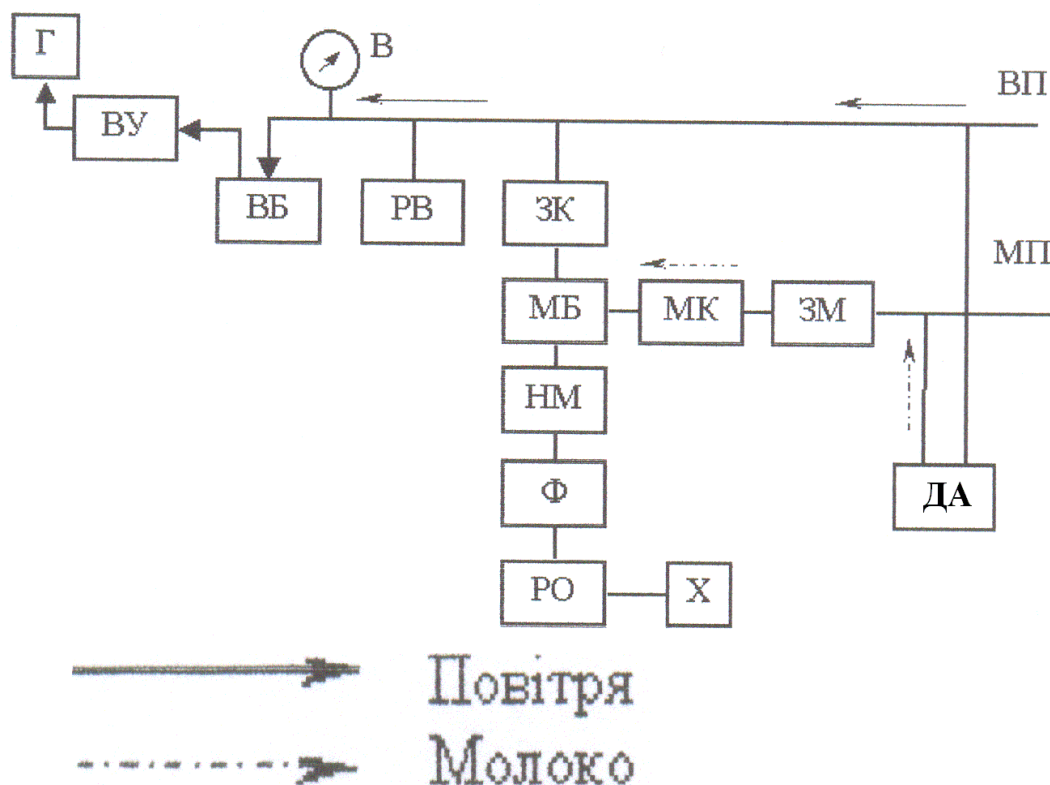 Г
В
ВП
ВУ
ВБ
РВ
ЗК
МП
МБ
МК
ЗМ
НМ
Ф
ДА
РО
Х
Повітря
Молоко